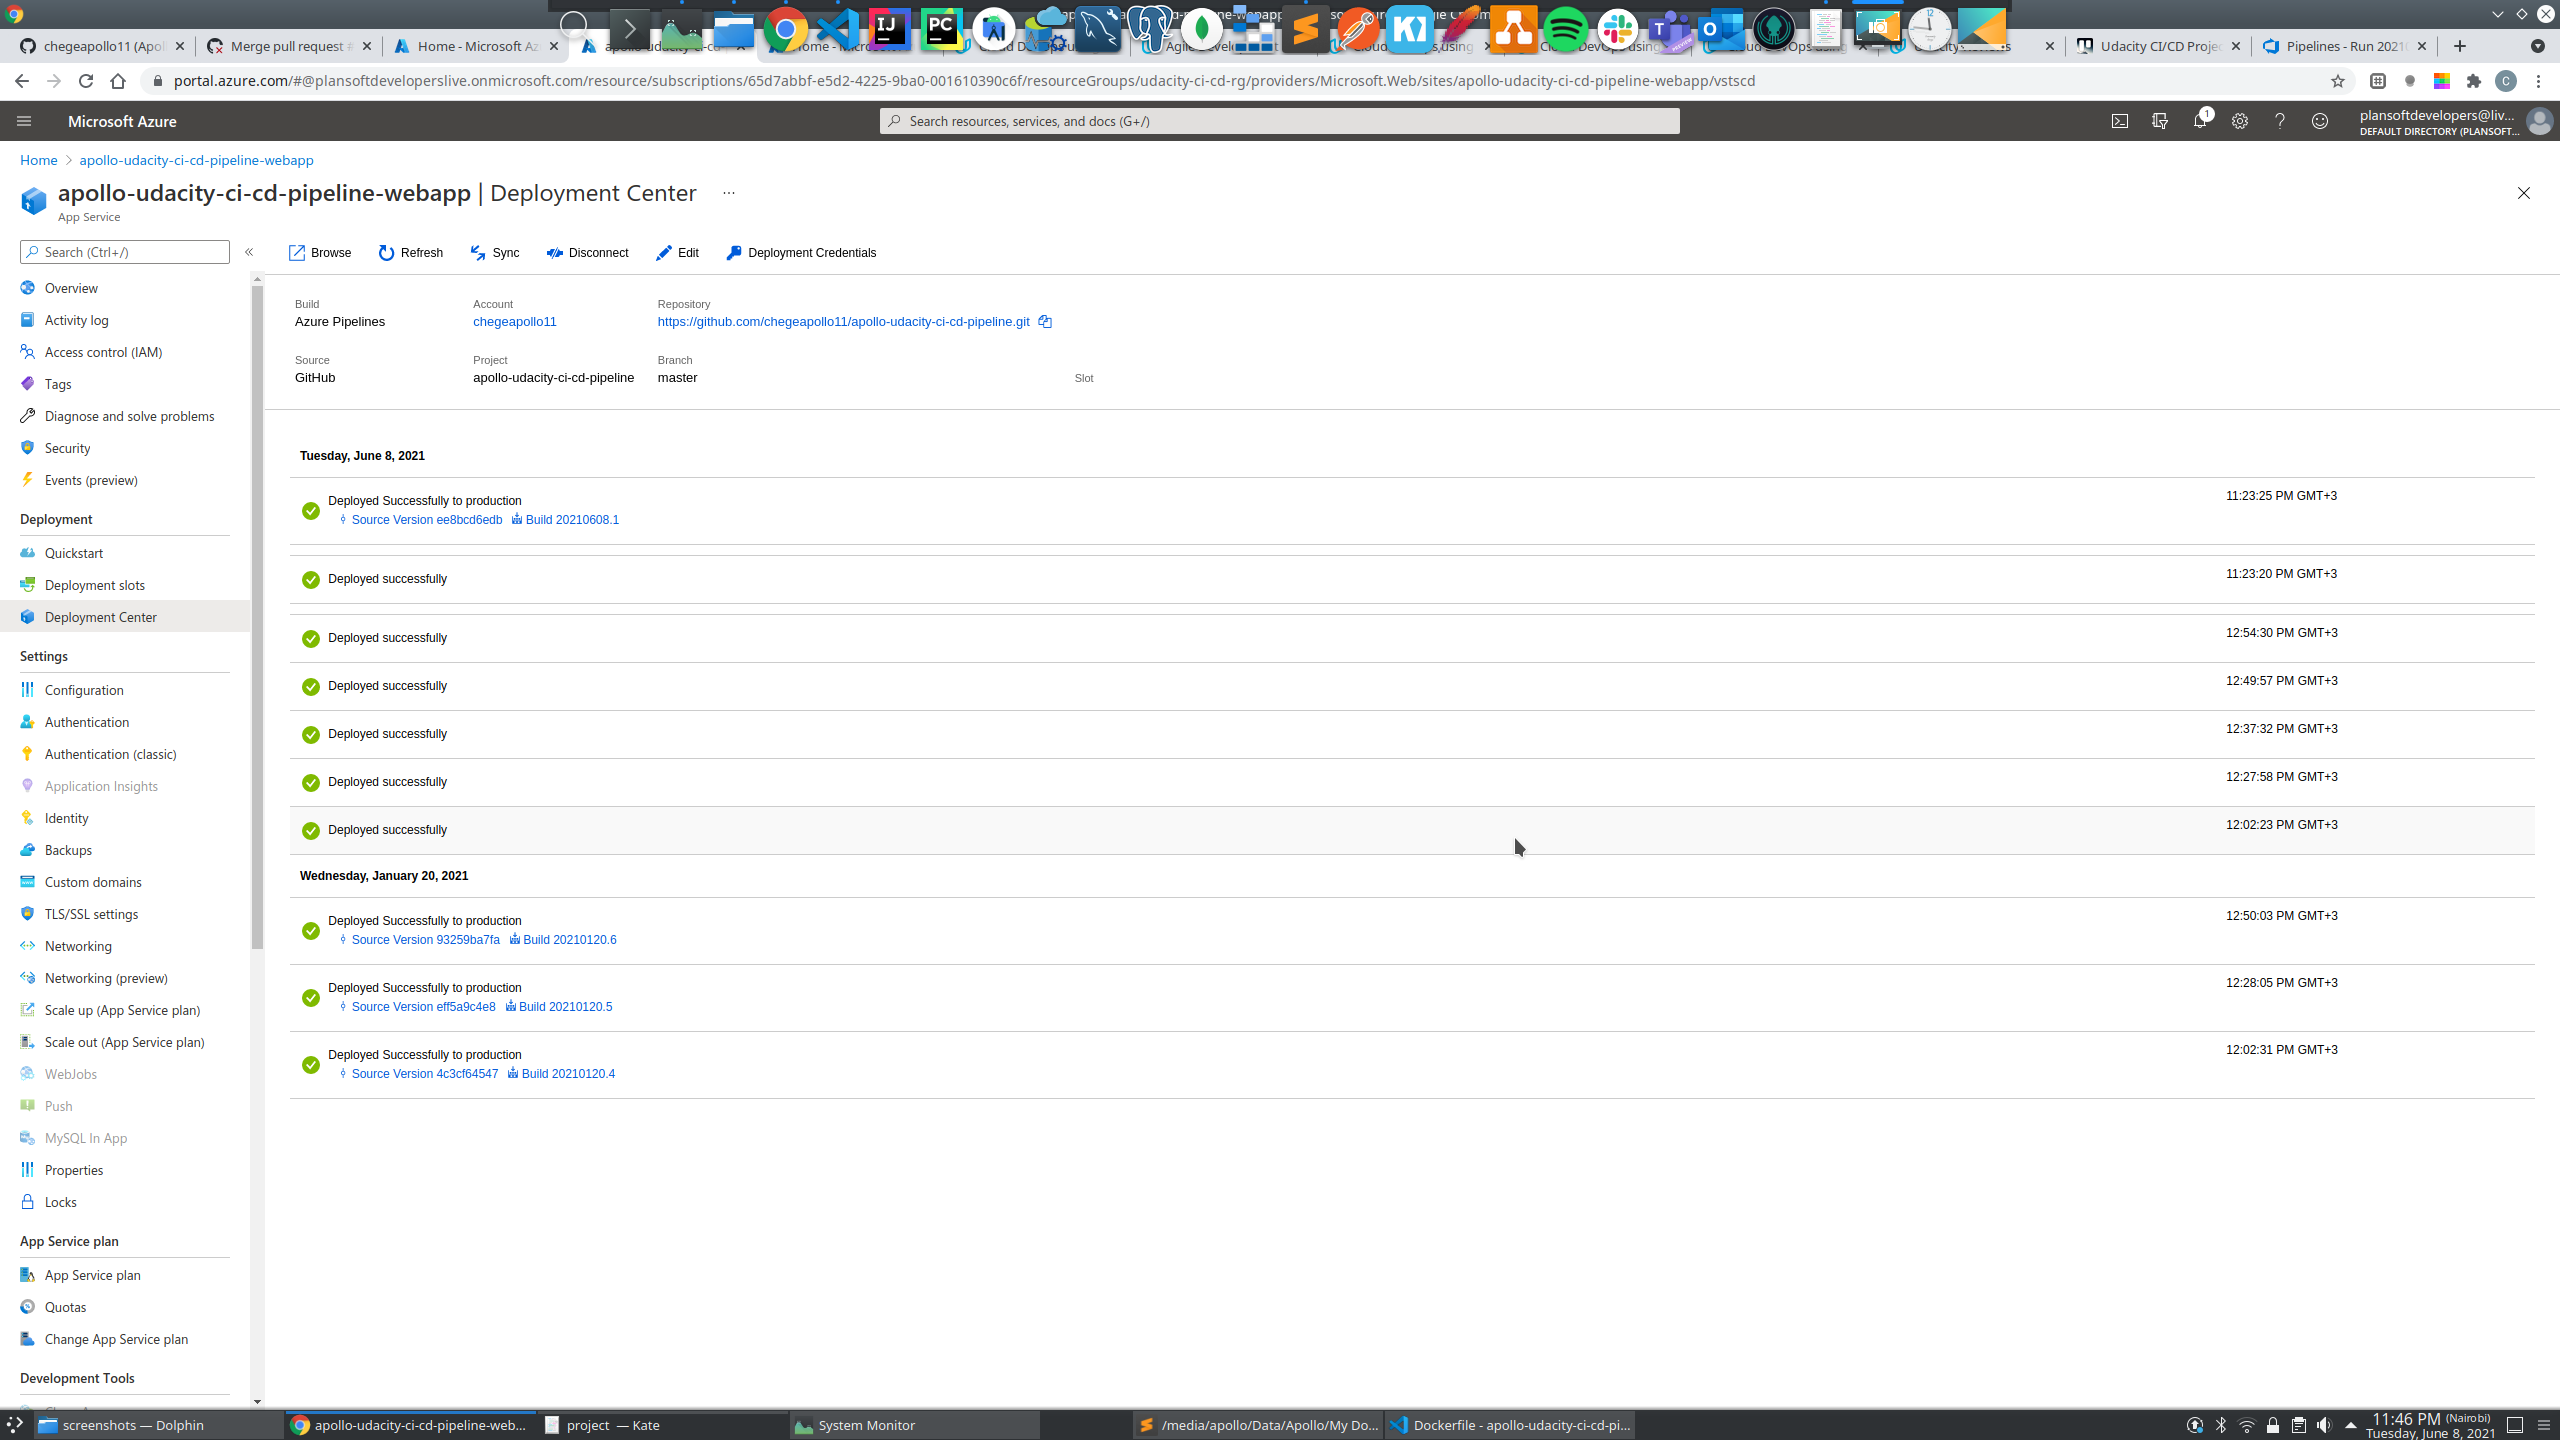 chegeapollo11 (Apol
Merge pull request #
Home - Microsoft Az
Udacity CI/CD Projec
Pipelines - Run 2021
portal.azure.com/#@plansoftdeveloperslive.onmicrosoft.com/resource/subscriptions/65d7abbf-e5d2-4225-9ba0-001610390c6f/resourceGroups/udacity-ci-cd-rg/providers/Microsoft.Web/sites/apollo-udacity-ci-cd-pipeline-webapp/vstscd
Microsoft Azure
Search resources, services, and docs (G+/)
1
plansoftdevelopers@liv...
DEFAULT DIRECTORY (PLANSOFT...
Home > apollo-udacity-ci-cd-pipeline-webapp
apollo-udacity-ci-cd-pipeline-webapp | Deployment Center ...
App Service
Search (Ctrl+/)
Browse
Refresh
Sync
Disconnect
Edit
Deployment Credentials
Overview
Activity log
Access control (IAM)
Tags
Diagnose and solve problems
Security
Events (preview)
Deployment
Quickstart
Deployment slots
Deployment Center
Settings
Configuration
Authentication
Authentication (classic)
Application Insights
Identity
Backups
Custom domains
TLS/SSL settings
Networking
Networking (preview)
Scale up (App Service plan)
Scale out (App Service plan)
WebJobs
Push
MySQL In App
Properties
Locks
App Service plan
App Service plan
Quotas
Change App Service plan
Development Tools
Build
Azure Pipelines
Account
chegeapollo11
Repository
https://github.com/chegeapollo11/apollo-udacity-ci-cd-pipeline.git
Source
GitHub
Project
apollo-udacity-ci-cd-pipeline
Branch
master
Slot
Tuesday, June 8, 2021
Deployed Successfully to production 11:23:25 PM GMT+3
Source Version ee8bcd6edb Build 20210608.1
Deployed successfully 11:23:20 PM GMT+3
Deployed successfully 12:54:30 PM GMT+3
Deployed successfully 12:49:57 PM GMT+3
Deployed successfully 12:37:32 PM GMT+3
Deployed successfully 12:27:58 PM GMT+3
Deployed successfully 12:02:23 PM GMT+3
Wednesday, January 20, 2021
Deployed Successfully to production 12:50:03 PM GMT+3
Source Version 93259ba7fa Build 20210120.6
Deployed Successfully to production 12:28:05 PM GMT+3
Source Version eff5a9c4e8 Build 20210120.5
Deployed Successfully to production 12:02:31 PM GMT+3
Source Version 4c3cf64547 Build 20210120.4
screenshots — Dolphin
apollo-udacity-ci-cd-pipeline-web...
project — Kate
System Monitor
/media/apollo/Data/Apollo/My Do...
Dockerfile - apollo-udacity-ci-cd-pi...
11:46 PM (Nairobi)
Tuesday, June 8, 2021